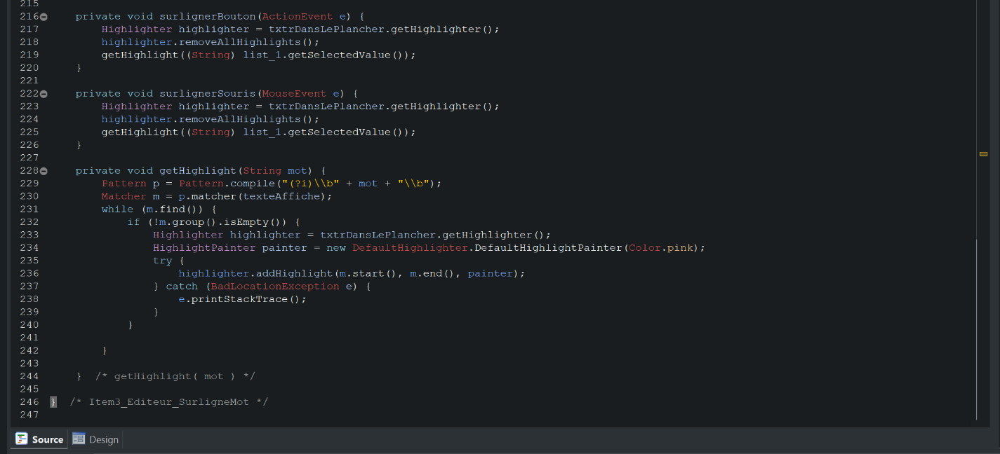 215
216 private void surlignerBouton(ActionEvent e) {
217 Highlighter highlighter = txtrDansLePlancher.getHighlighter();
218 highlighter.removeAllHighlights();
219 getHighlight((String) list_1.getSelectedValue());
220 }
221
222 private void surlignerSouris(MouseEvent e) {
223 Highlighter highlighter = txtrDansLePlancher.getHighlighter();
224 highlighter.removeAllHighlights();
225 getHighlight((String) list_1.getSelectedValue());
226 }
227
228 private void getHighlight(String mot) {
229 Pattern p = Pattern.compile("(?i)\\b" + mot + "\\b");
230 Matcher m = p.matcher(texteAffiche);
231 while (m.find()) {
232 if (!m.group().isEmpty()) {
233 Highlighter highlighter = txtrDansLePlancher.getHighlighter();
234 HighlightPainter painter = new DefaultHighlighter.DefaultHighlightPainter(Color.pink);
235 try {
236 highlighter.addHighlight(m.start(), m.end(), painter);
237 } catch (BadLocationException e) {
238 e.printStackTrace();
239 }
240 }
241
242 }
243
244 } /* getHighlight( mot ) */
245
246 } /* Item3_Editeur_SurligneMot */
247
Source Design